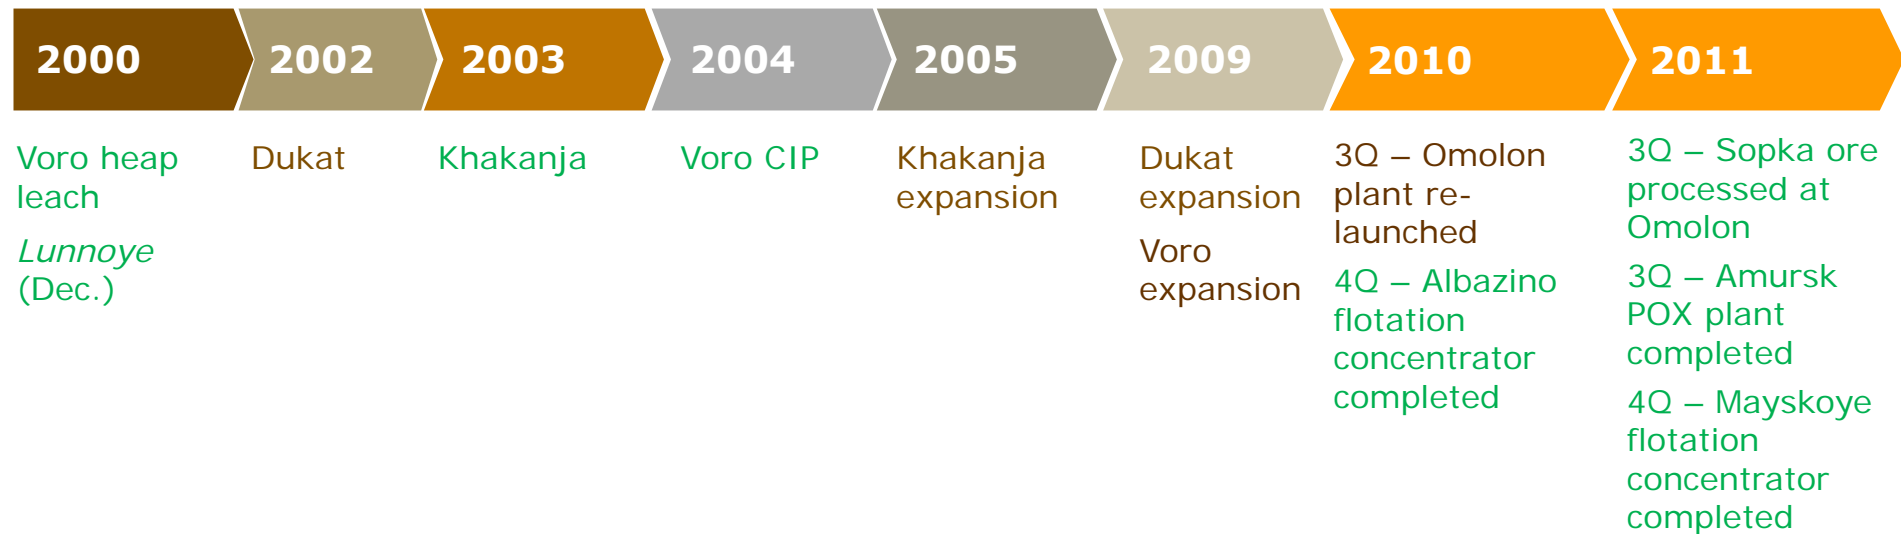 2000
2002
2003
2004
2005
2009
2010
2011
Voro heap
leach
Lunnoye
(Dec.)
Dukat
Khakanja
Voro CIP
Khakanja
expansion
Dukat
expansion
Voro
expansion
3Q – Omolon
plant re-
launched
4Q – Albazino
flotation
concentrator
completed
3Q – Sopka ore
processed at
Omolon
3Q – Amursk
POX plant
completed
4Q – Mayskoye
flotation
concentrator
completed